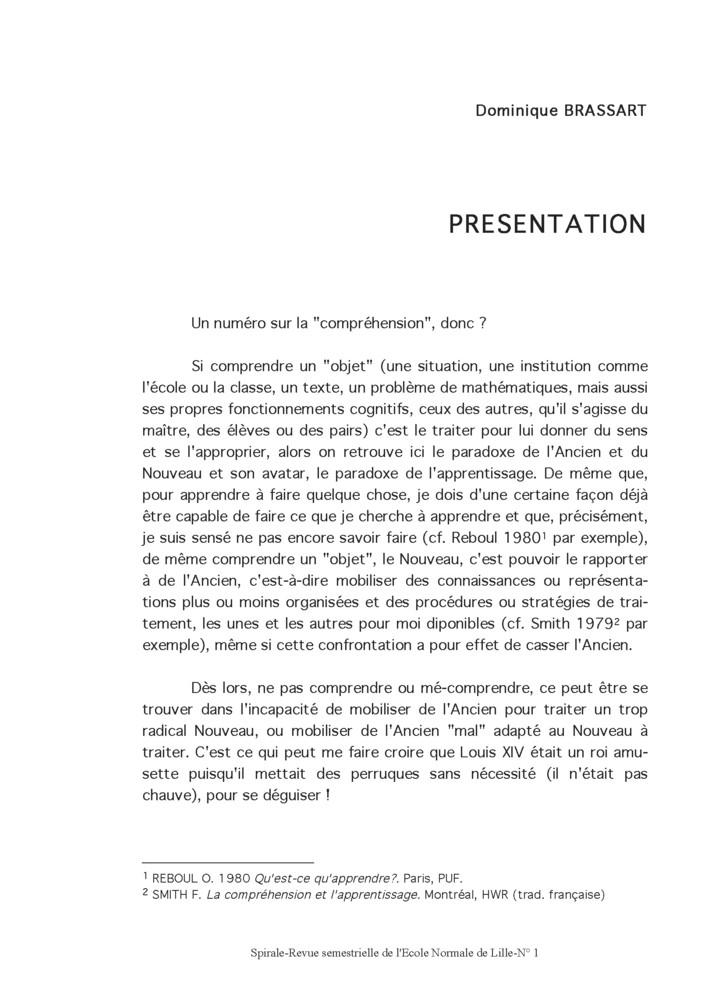 Dominique BRASSART
PRESENTATION
Un numéro sur la "compréhension", donc ?
Si comprendre un "objet" (une situation, une institution comme
l'école ou la classe, un texte, un problème de mathématiques, mais aussi
ses propres fonctionnements cognitifs, ceux des autres, qu'il s'agisse du
maître, des élèves ou des pairs) c'est le traiter pour lui donner du sens
et se l'approprier, alors on retrouve ici le paradoxe de l'Ancien et du
Nouveau et son avatar, le paradoxe de l'apprentissage. De même que,
pour apprendre à faire quelque chose, je dois d'une certaine façon déjà
être capable de faire ce que je cherche à apprendre et que, précisément,
je suis sensé ne pas encore savoir faire (cf. Reboul 1980¹ par exemple),
de même comprendre un "objet", le Nouveau, c'est pouvoir le rapporter
à de l'Ancien, c'est-à-dire mobiliser des connaissances ou représenta-
tions plus ou moins organisées et des procédures ou stratégies de trai-
tement, les unes et les autres pour moi diponibles (cf. Smith 1979² par
exemple), même si cette confrontation a pour effet de casser l'Ancien.
Dès lors, ne pas comprendre ou mé-comprendre, ce peut être se
trouver dans l'incapacité de mobiliser de l'Ancien pour traiter un trop
radical Nouveau, ou mobiliser de l'Ancien "mal" adapté au Nouveau à
traiter. C'est ce qui peut me faire croire que Louis XIV était un roi amu-
sette puisqu'il mettait des perruques sans nécessité (il n'était pas
chauve), pour se déguiser !
¹ REBOUL O. 1980 Qu'est-ce qu'apprendre?. Paris, PUF.
² SMITH F. La compréhension et l'apprentissage. Montréal, HWR (trad. française)
Spirale-Revue semestrielle de l'Ecole Normale de Lille-N° 1